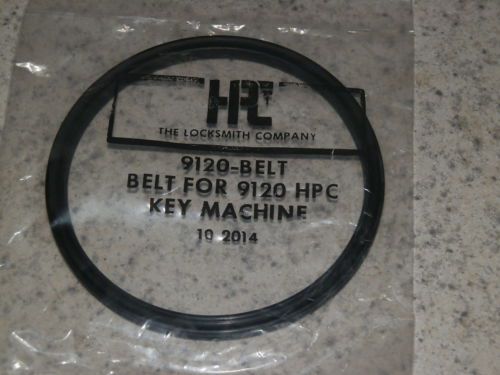 HPC
THE LOCKSMITH COMPANY
9120-BELT
BELT FOR 9120 HPC
KEY MACHINE
10 2014